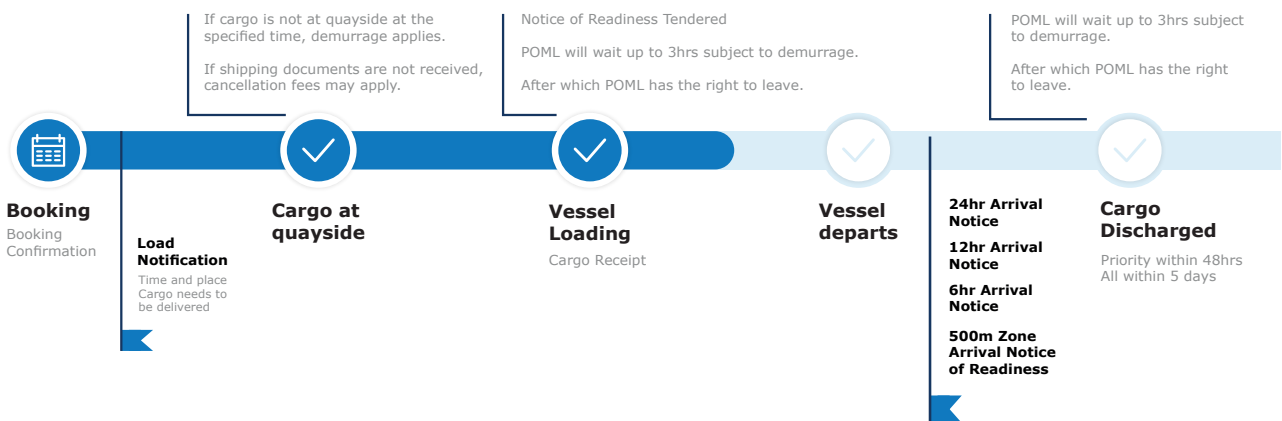 If cargo is not at quayside at the
specified time, demurrage applies.
If shipping documents are not received,
cancellation fees may apply.
Notice of Readiness Tendered
POML will wait up to 3hrs subject to demurrage.
After which POML has the right to leave.
POML will wait up to 3hrs subject
to demurrage.
After which POML has the right
to leave.
Booking
Booking
Confirmation
Load
Notification
Time and place
Cargo needs to
be delivered
Cargo at
quayside
Vessel
Loading
Cargo Receipt
Vessel
departs
24hr Arrival
Notice
12hr Arrival
Notice
6hr Arrival
Notice
500m Zone
Arrival Notice
of Readiness
Cargo
Discharged
Priority within 48hrs
All within 5 days